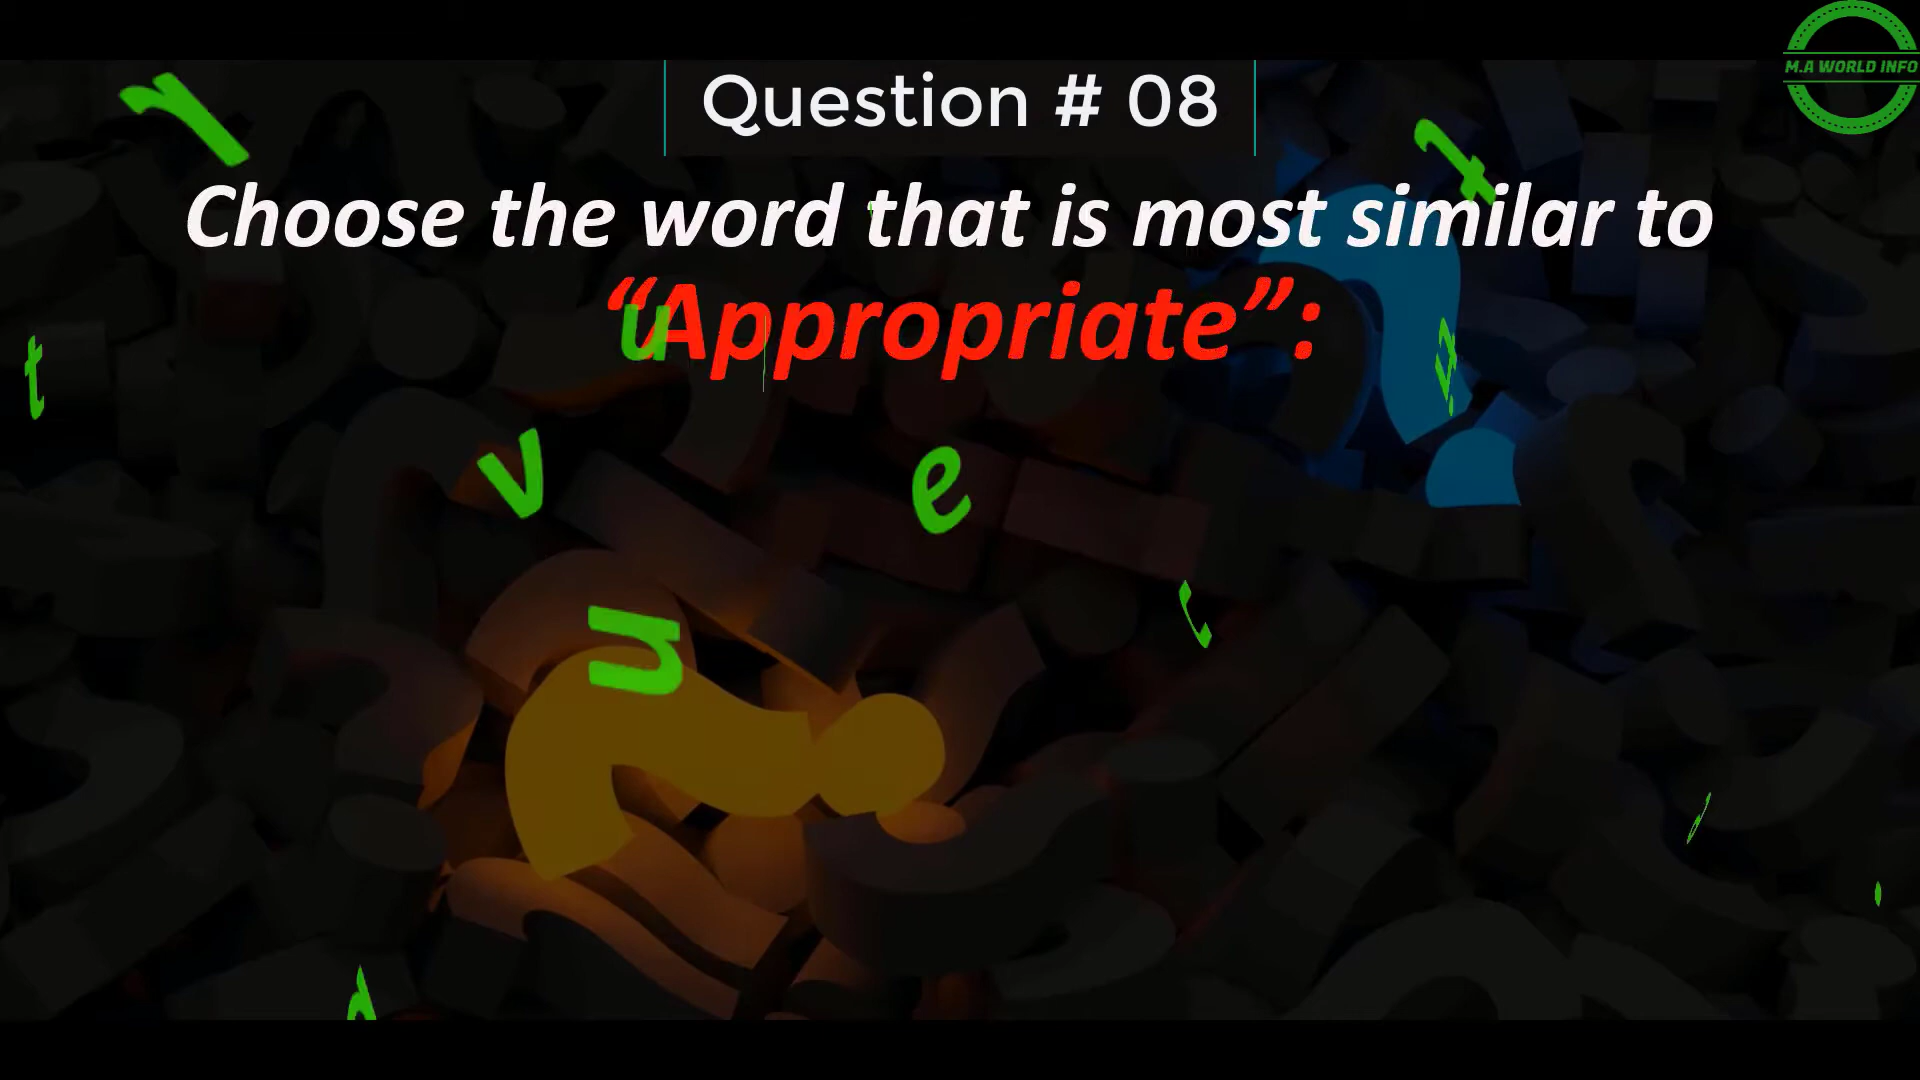 M.A WORLD INFO
Question # 08
Choose the word that is most similar to
“Appropriate”:
r
t
u
t
v
e
u